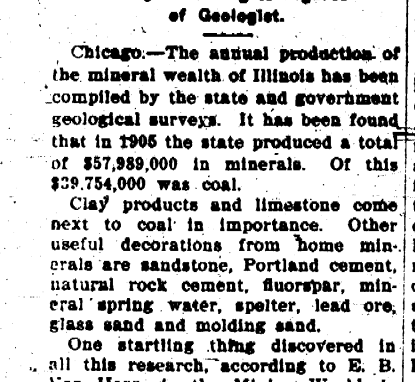 of Geologist.
Chicago.—The annual production of
the mineral wealth of Illinois has been
compiled by the state and government
geological surveys. It has been found
that in 1905 the state produced a total
of $57,989,000 in minerals. Of this
$39,754,000 was coal.
Clay products and limestone come
next to coal in importance. Other
useful decorations from home min-
erals are sandstone, Portland cement,
natural rock cement, fluorspar, min-
eral spring water, spelter, lead ore,
glass sand and molding sand.
One startling thing discovered in
all this research, according to E. B.